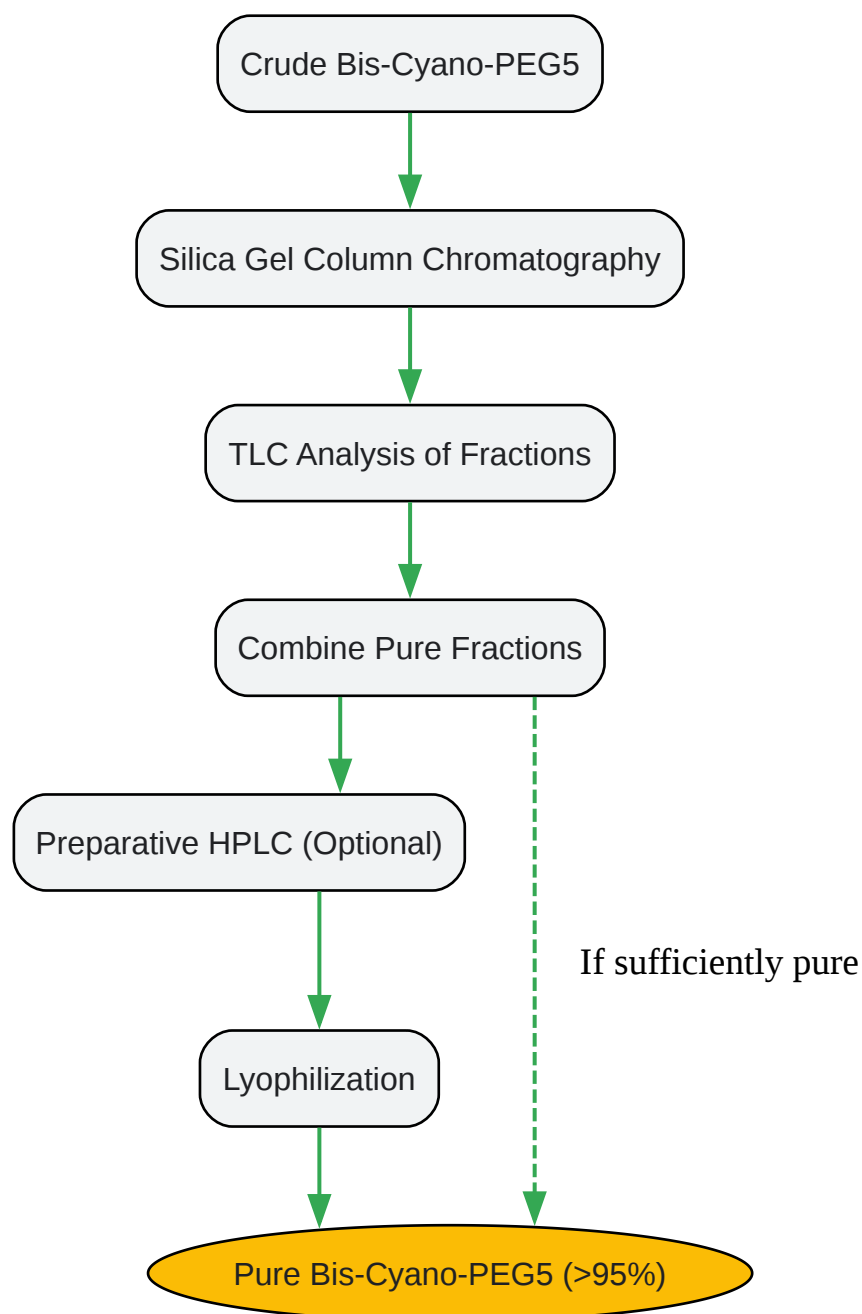 Crude Bis-Cyano-PEG5
Silica Gel Column Chromatography
TLC Analysis of Fractions
Combine Pure Fractions
Preparative HPLC (Optional)
If sufficiently pure
Lyophilization
Pure Bis-Cyano-PEG5 (>95%)